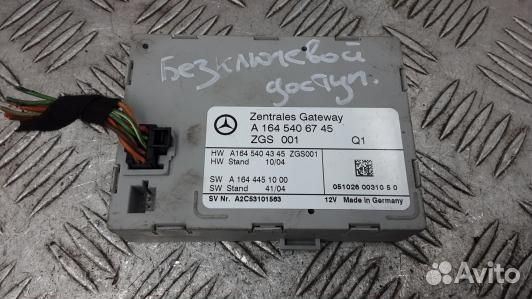 Безключевой
доступ.
Zentrales Gateway
A 164 540 67 45
ZGS 001 Q1
HW A164 540 43 45 ZGS001
HW Stand 10/04
SW A 164 445 10 00
SW Stand 41/04
051026 00310 5 0
SV Nr. A2C53101563 12V Made in Germany
Avito